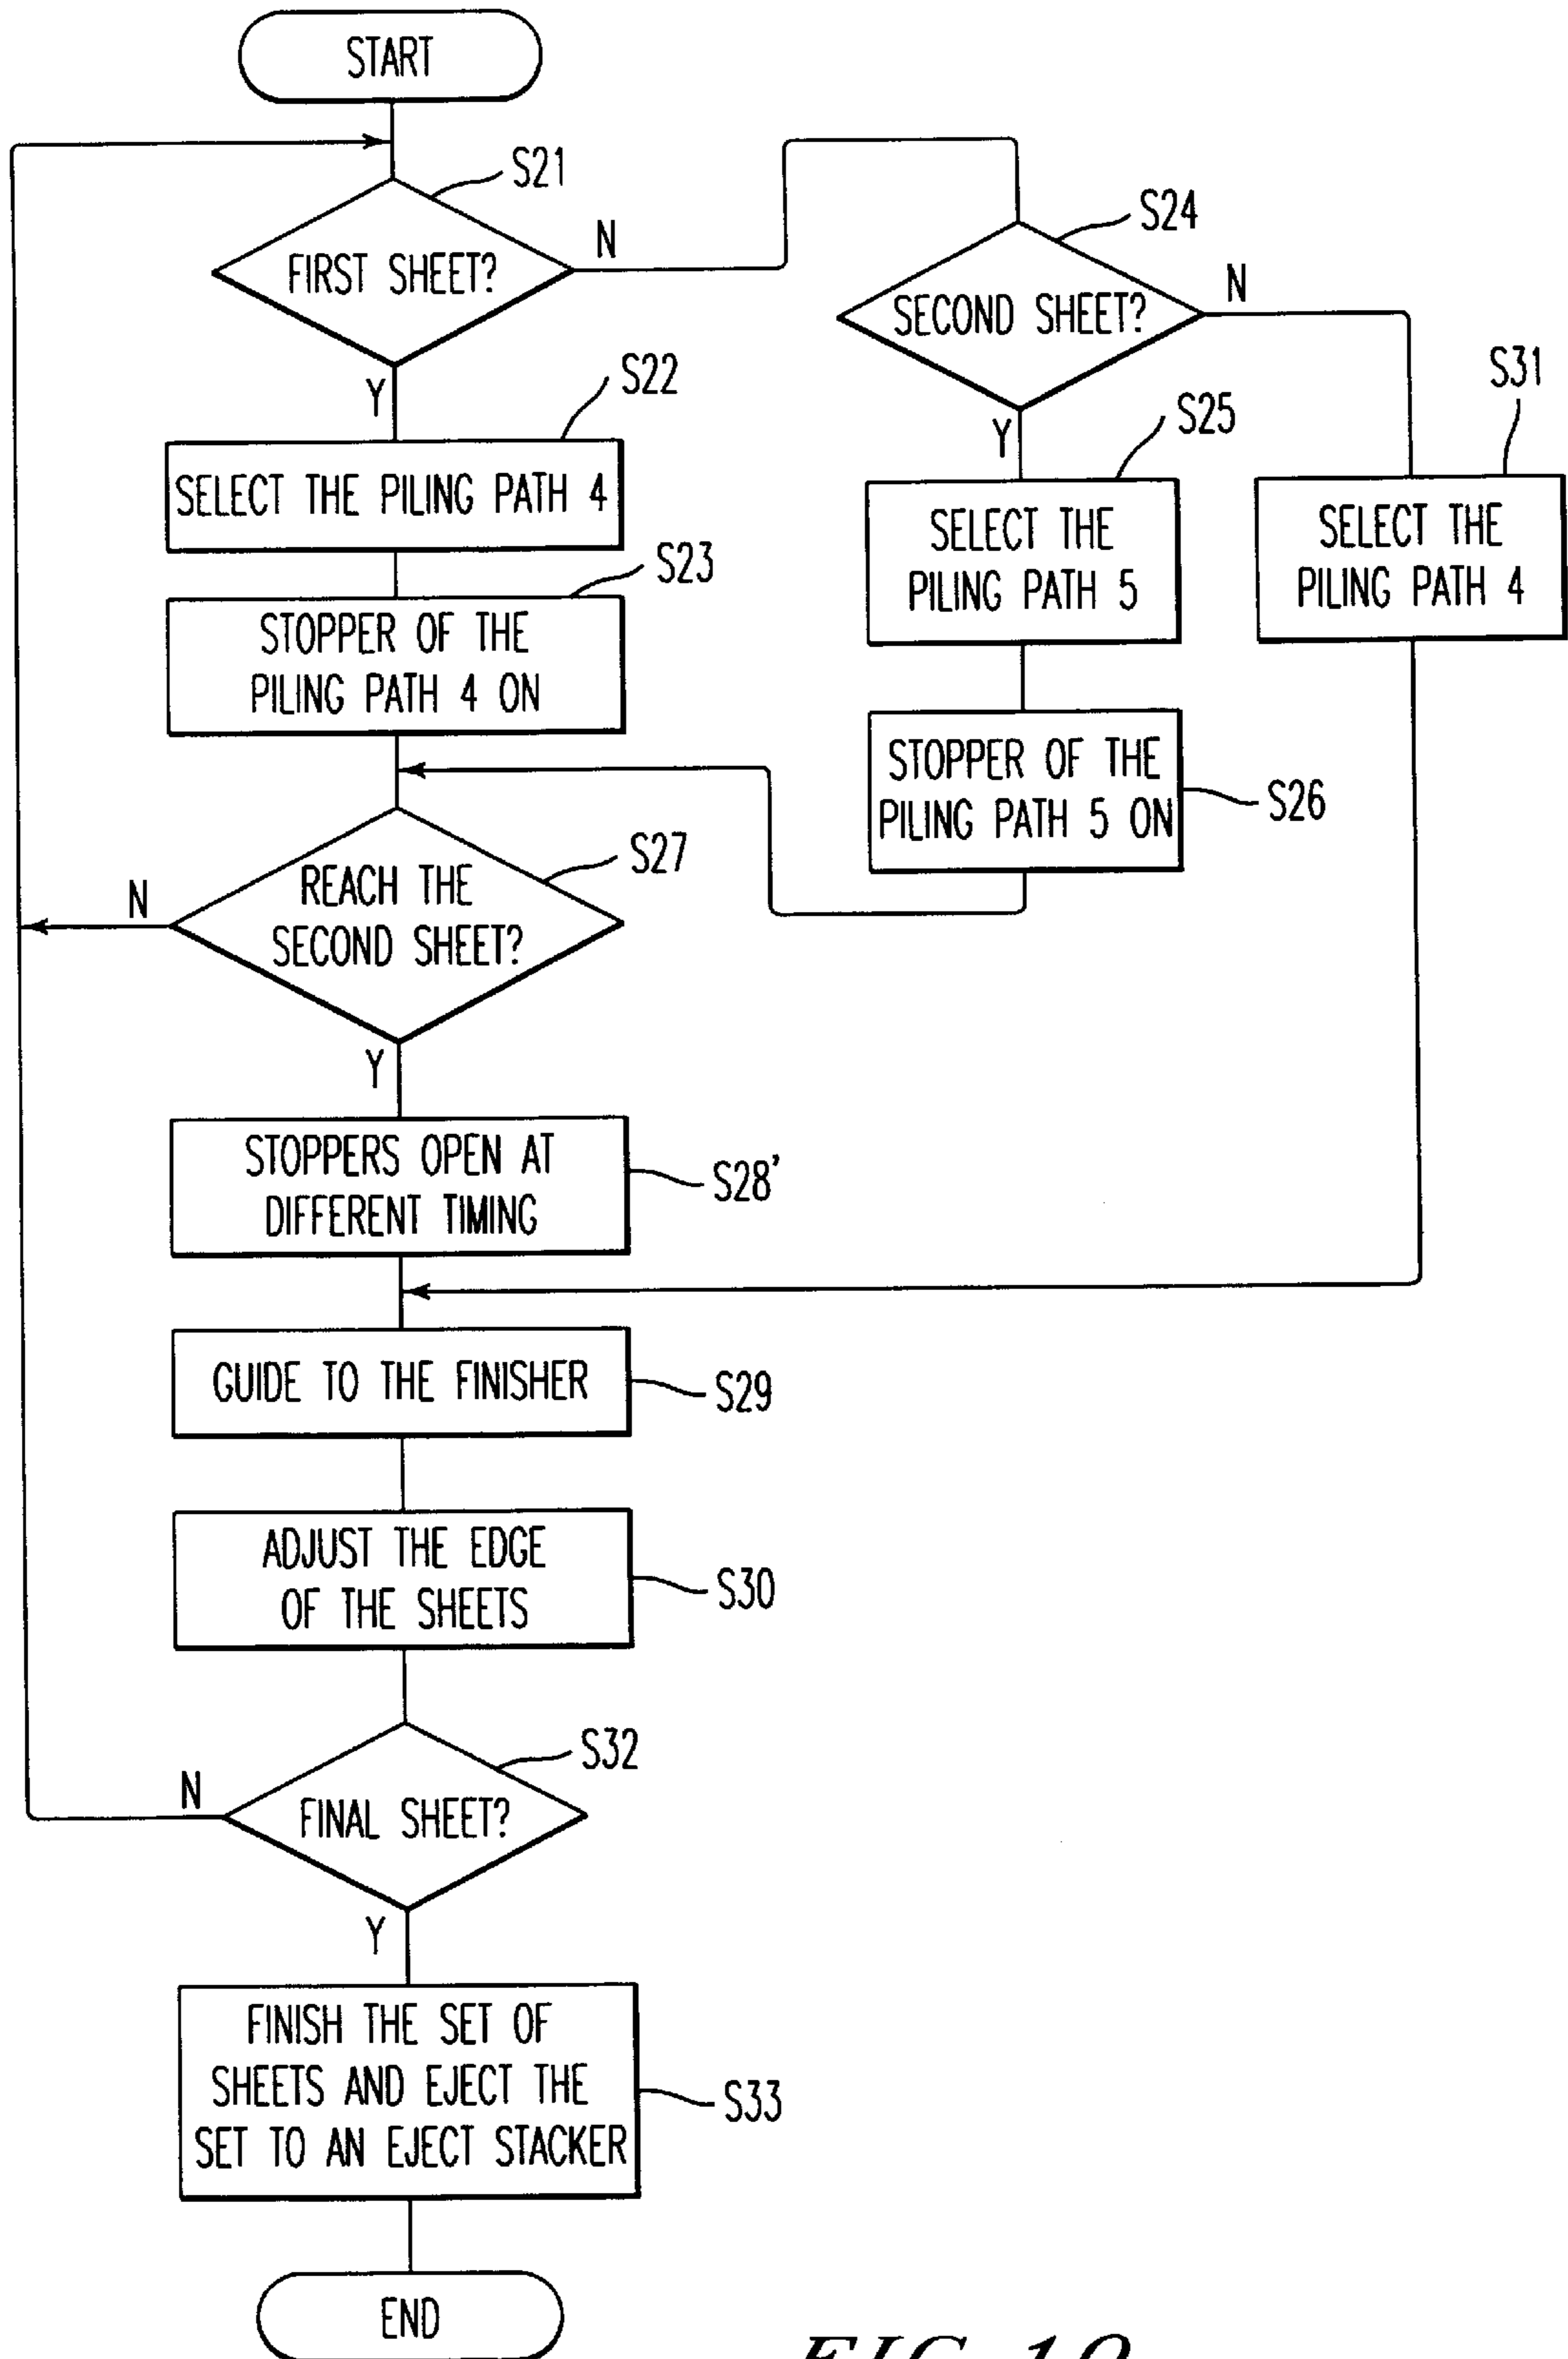 START
S21
FIRST SHEET?
N
Y
S22
SELECT THE PILING PATH 4
S23
STOPPER OF THE
PILING PATH 4 ON
S24
SECOND SHEET?
N
Y
S25
SELECT THE
PILING PATH 5
S31
SELECT THE
PILING PATH 4
STOPPER OF THE
PILING PATH 5 ON
S26
S27
REACH THE
SECOND SHEET?
N
Y
STOPPERS OPEN AT
DIFFERENT TIMING
S28'
GUIDE TO THE FINISHER
S29
ADJUST THE EDGE
OF THE SHEETS
S30
S32
FINAL SHEET?
N
Y
FINISH THE SET OF
SHEETS AND EJECT THE
SET TO AN EJECT STACKER
S33
END